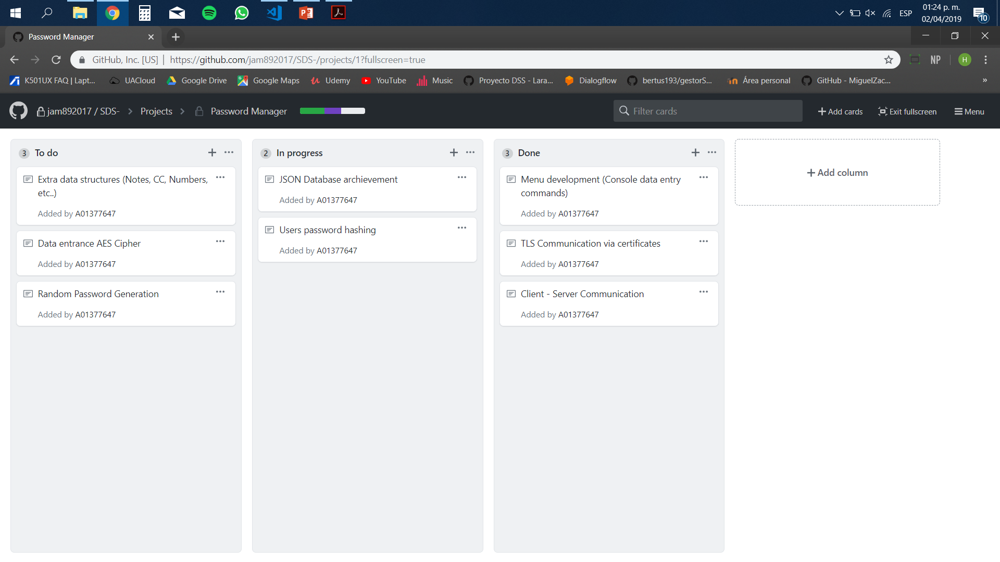 ESP
01:24 p. m.
02/04/2019
10
Password Manager
GitHub, Inc. [US] | https://github.com/jam892017/SDS-/projects/1?fullscreen=true
NP
H
K501UX FAQ | Lapt...
UACloud
Google Drive
Google Maps
Udemy
YouTube
Music
Proyecto DSS - Lara...
Dialogflow
bertus193/gestorS...
Área personal
GitHub - MiguelZac...
»
jam892017 / SDS-
Projects
Password Manager
Filter cards
Add cards
Exit fullscreen
Menu
3 To do
Extra data structures (Notes, CC, Numbers,
etc..)
Added by A01377647
Data entrance AES Cipher
Added by A01377647
Random Password Generation
Added by A01377647
2 In progress
JSON Database archievement
Added by A01377647
Users password hashing
Added by A01377647
3 Done
Menu development (Console data entry
commands)
Added by A01377647
TLS Communication via certificates
Added by A01377647
Client - Server Communication
Added by A01377647
Add column